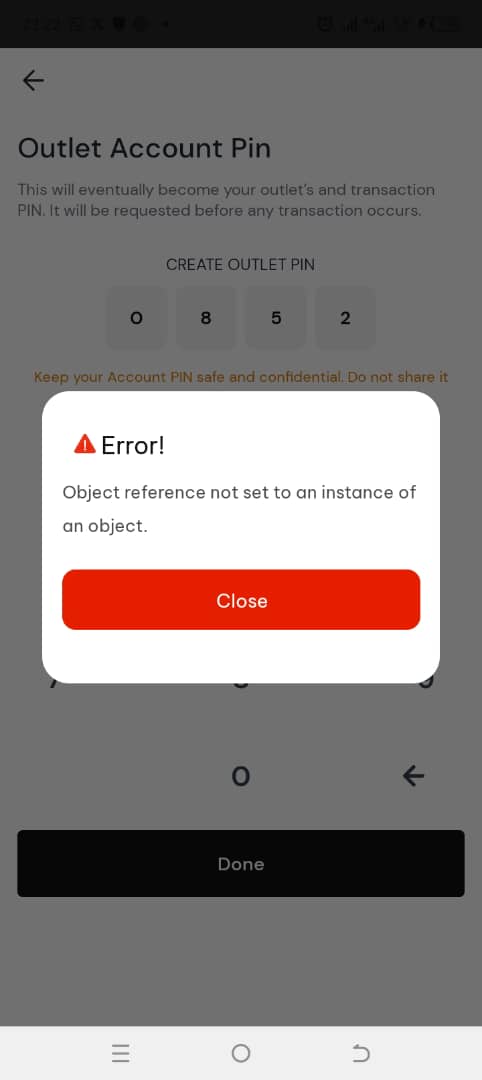 23:22
Outlet Account Pin
This will eventually become your outlet's and transaction
PIN. It will be requested before any transaction occurs.
CREATE OUTLET PIN
0 8 5 2
Keep your Account PIN safe and confidential. Do not share it
Error!
Object reference not set to an instance of
an object.
Close
0
Done